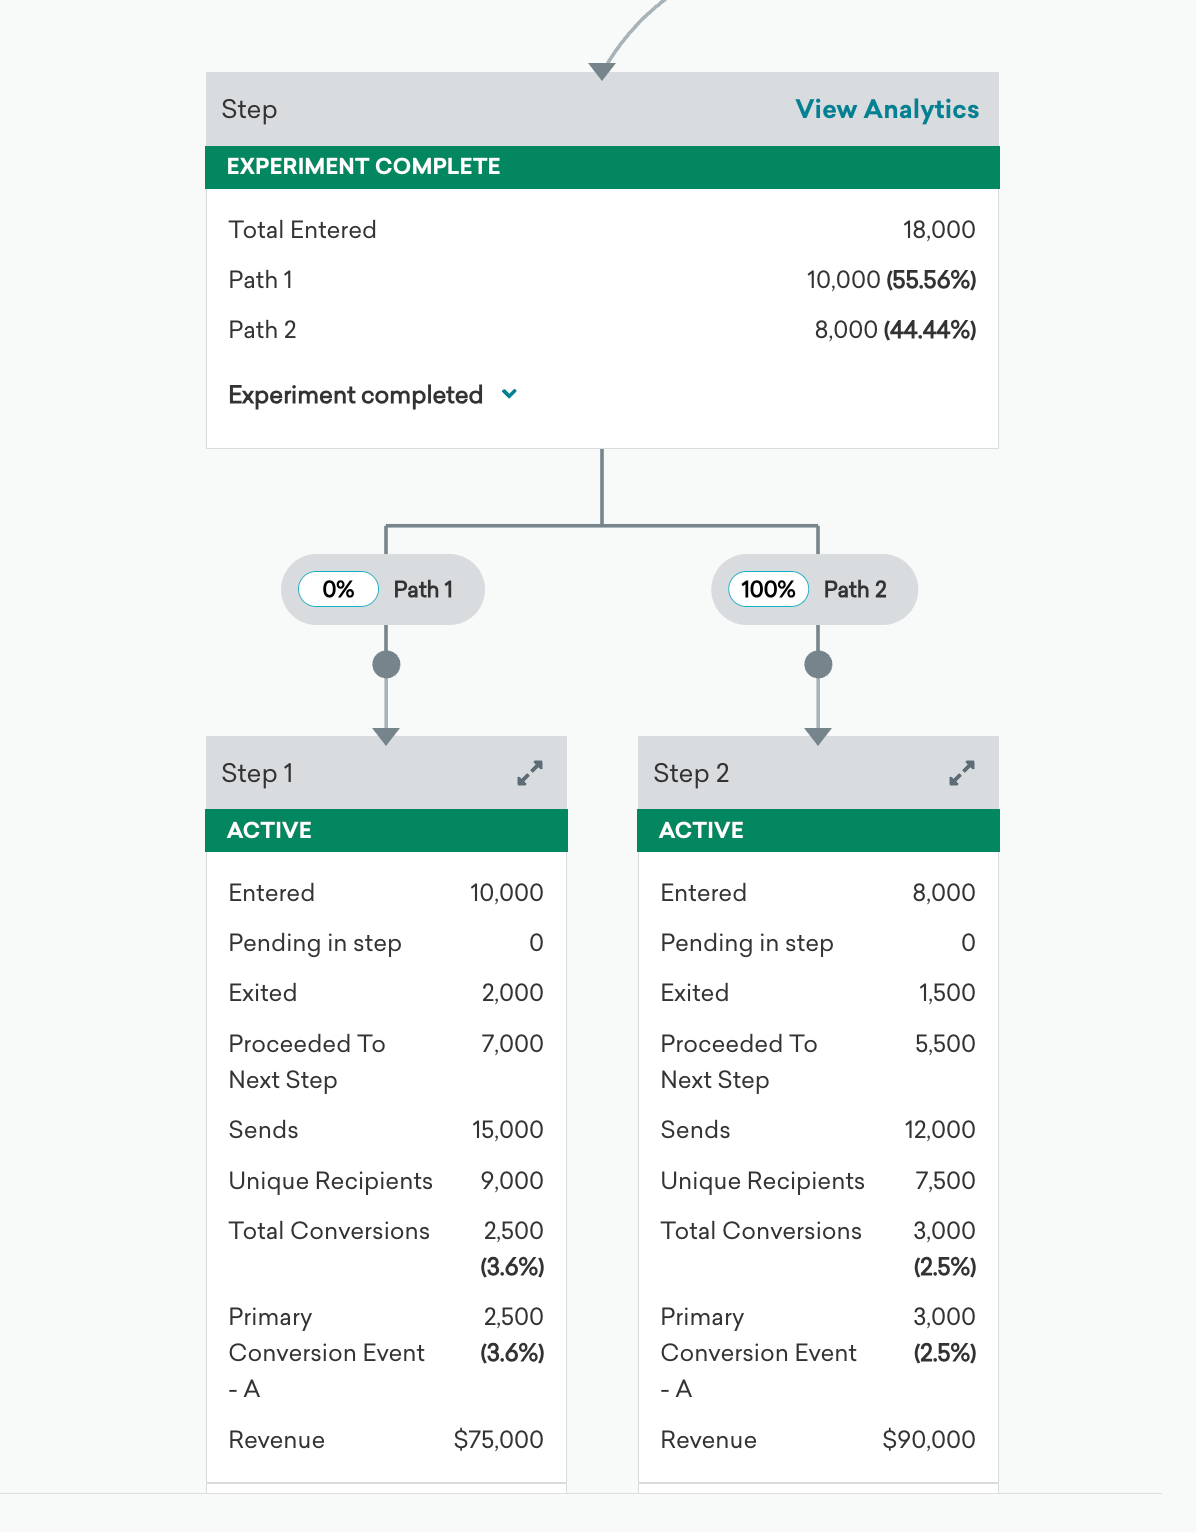 Step View Analytics
EXPERIMENT COMPLETE
Total Entered 18,000
Path 1 10,000 (55.56%)
Path 2 8,000 (44.44%)
Experiment completed
0% Path 1
100% Path 2
Step 1
ACTIVE
Entered 10,000
Pending in step 0
Exited 2,000
Proceeded To 7,000
Next Step
Sends 15,000
Unique Recipients 9,000
Total Conversions 2,500
(3.6%)
Primary 2,500
Conversion Event (3.6%)
- A
Revenue $75,000
Step 2
ACTIVE
Entered 8,000
Pending in step 0
Exited 1,500
Proceeded To 5,500
Next Step
Sends 12,000
Unique Recipients 7,500
Total Conversions 3,000
(2.5%)
Primary 3,000
Conversion Event (2.5%)
- A
Revenue $90,000